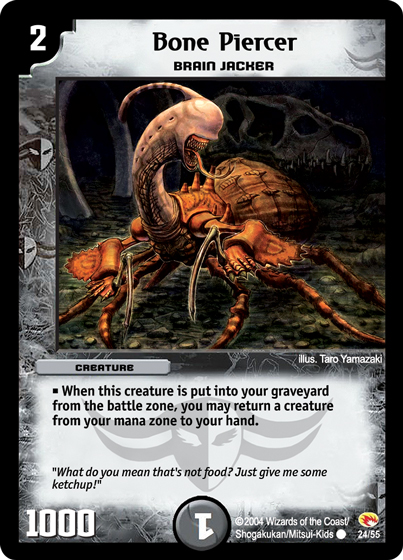 2
Bone Piercer
BRAIN JACKER
illus. Taro Yamazaki
CREATURE
▪ When this creature is put into your graveyard
from the battle zone, you may return a creature
from your mana zone to your hand.
"What do you mean that's not food? Just give me some
ketchup!"
1000
1
©2004 Wizards of the Coast/
Shogakukan/Mitsui-Kids
24/55